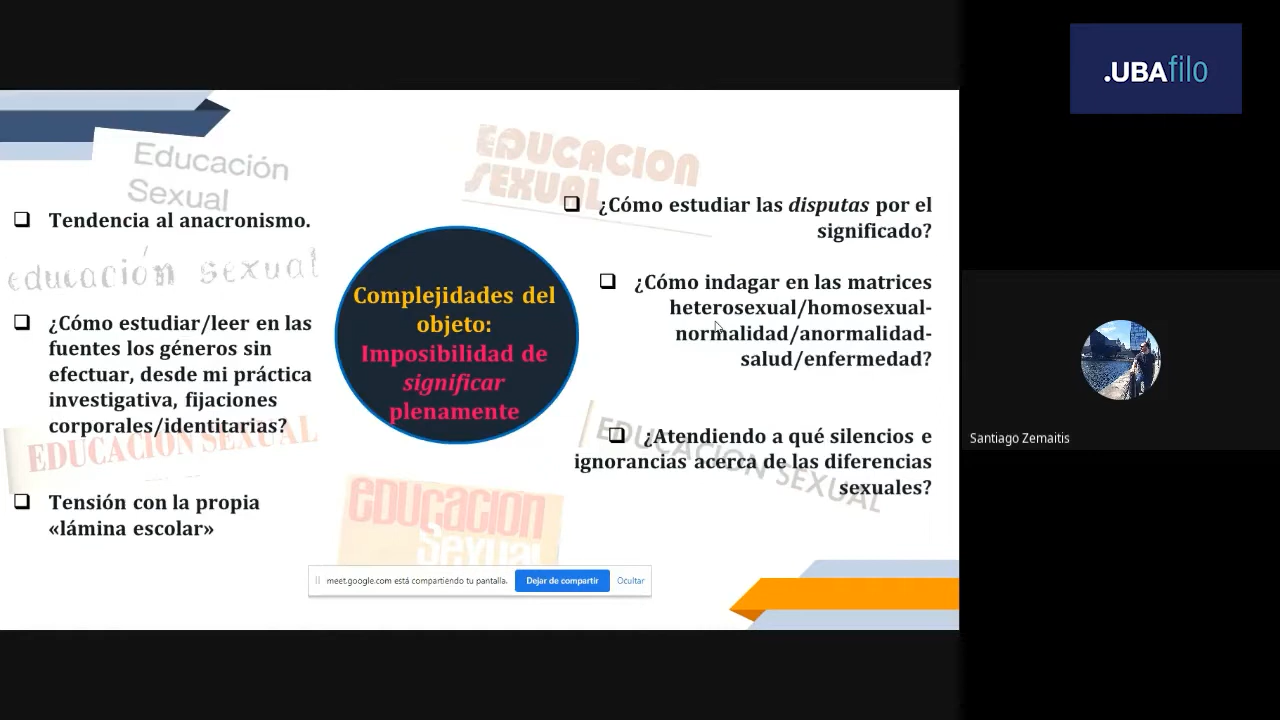 .UBAfilo
Educación
Sexual
EDUCACION
SEXUAL
educación sexual
EDUCACIÓN SEXUAL
educación
Sexual
EDUCACIÓN SEXUAL
Tendencia al anacronismo.
¿Cómo estudiar/leer en las
fuentes los géneros sin
efectuar, desde mi práctica
investigativa, fijaciones
corporales/identitarias?
Tensión con la propia
«lámina escolar»
Complejidades del
objeto:
Imposibilidad de
significar
plenamente
¿Cómo estudiar las disputas por el
significado?
¿Cómo indagar en las matrices
heterosexual/homosexual-
normalidad/anormalidad-
salud/enfermedad?
¿Atendiendo a qué silencios e
ignorancias acerca de las diferencias
sexuales?
meet.google.com está compartiendo tu pantalla.
Dejar de compartir
Ocultar
Santiago Zemaitis